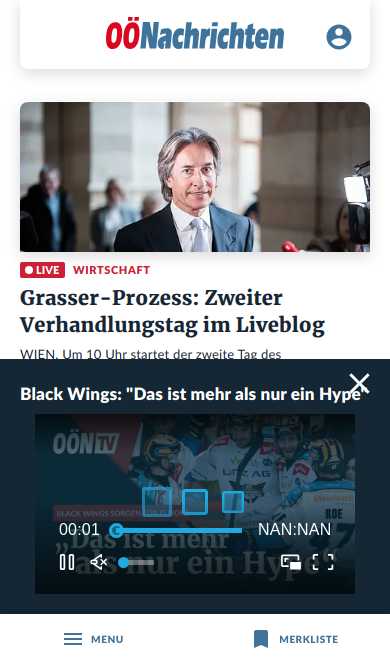 OÖNachrichten
LIVE WIRTSCHAFT
Grasser-Prozess: Zweiter
Verhandlungstag im Liveblog
WIEN. Um 10 Uhr startet der zweite Tag des
Black Wings: "Das ist mehr als nur ein Hype"
OÖN TV
BLACK WINGS SORGEN
ROE
00:01 NAN:NAN
„Das ist mehr
als nur ein Hype“
MENU MERKLISTE